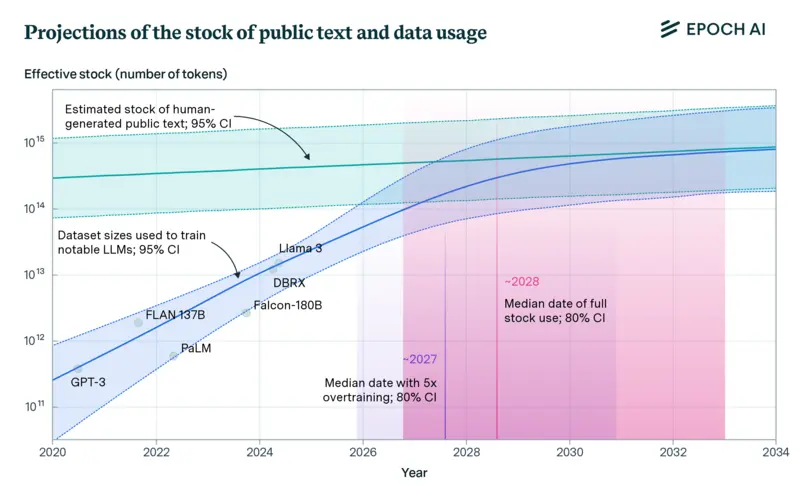 Projections of the stock of public text and data usage
EPOCH AI
Effective stock (number of tokens)
Estimated stock of human-
generated public text; 95% CI
10¹⁵
10¹⁴
Dataset sizes used to train
notable LLMs; 95% CI
Llama 3
10¹³
DBRX
~2028
FLAN 137B
Falcon-180B
Median date of full
stock use; 80% CI
10¹²
PaLM
~2027
GPT-3
Median date with 5x
overtraining; 80% CI
10¹¹
2020 2022 2024 2026 2028 2030 2032 2034
Year